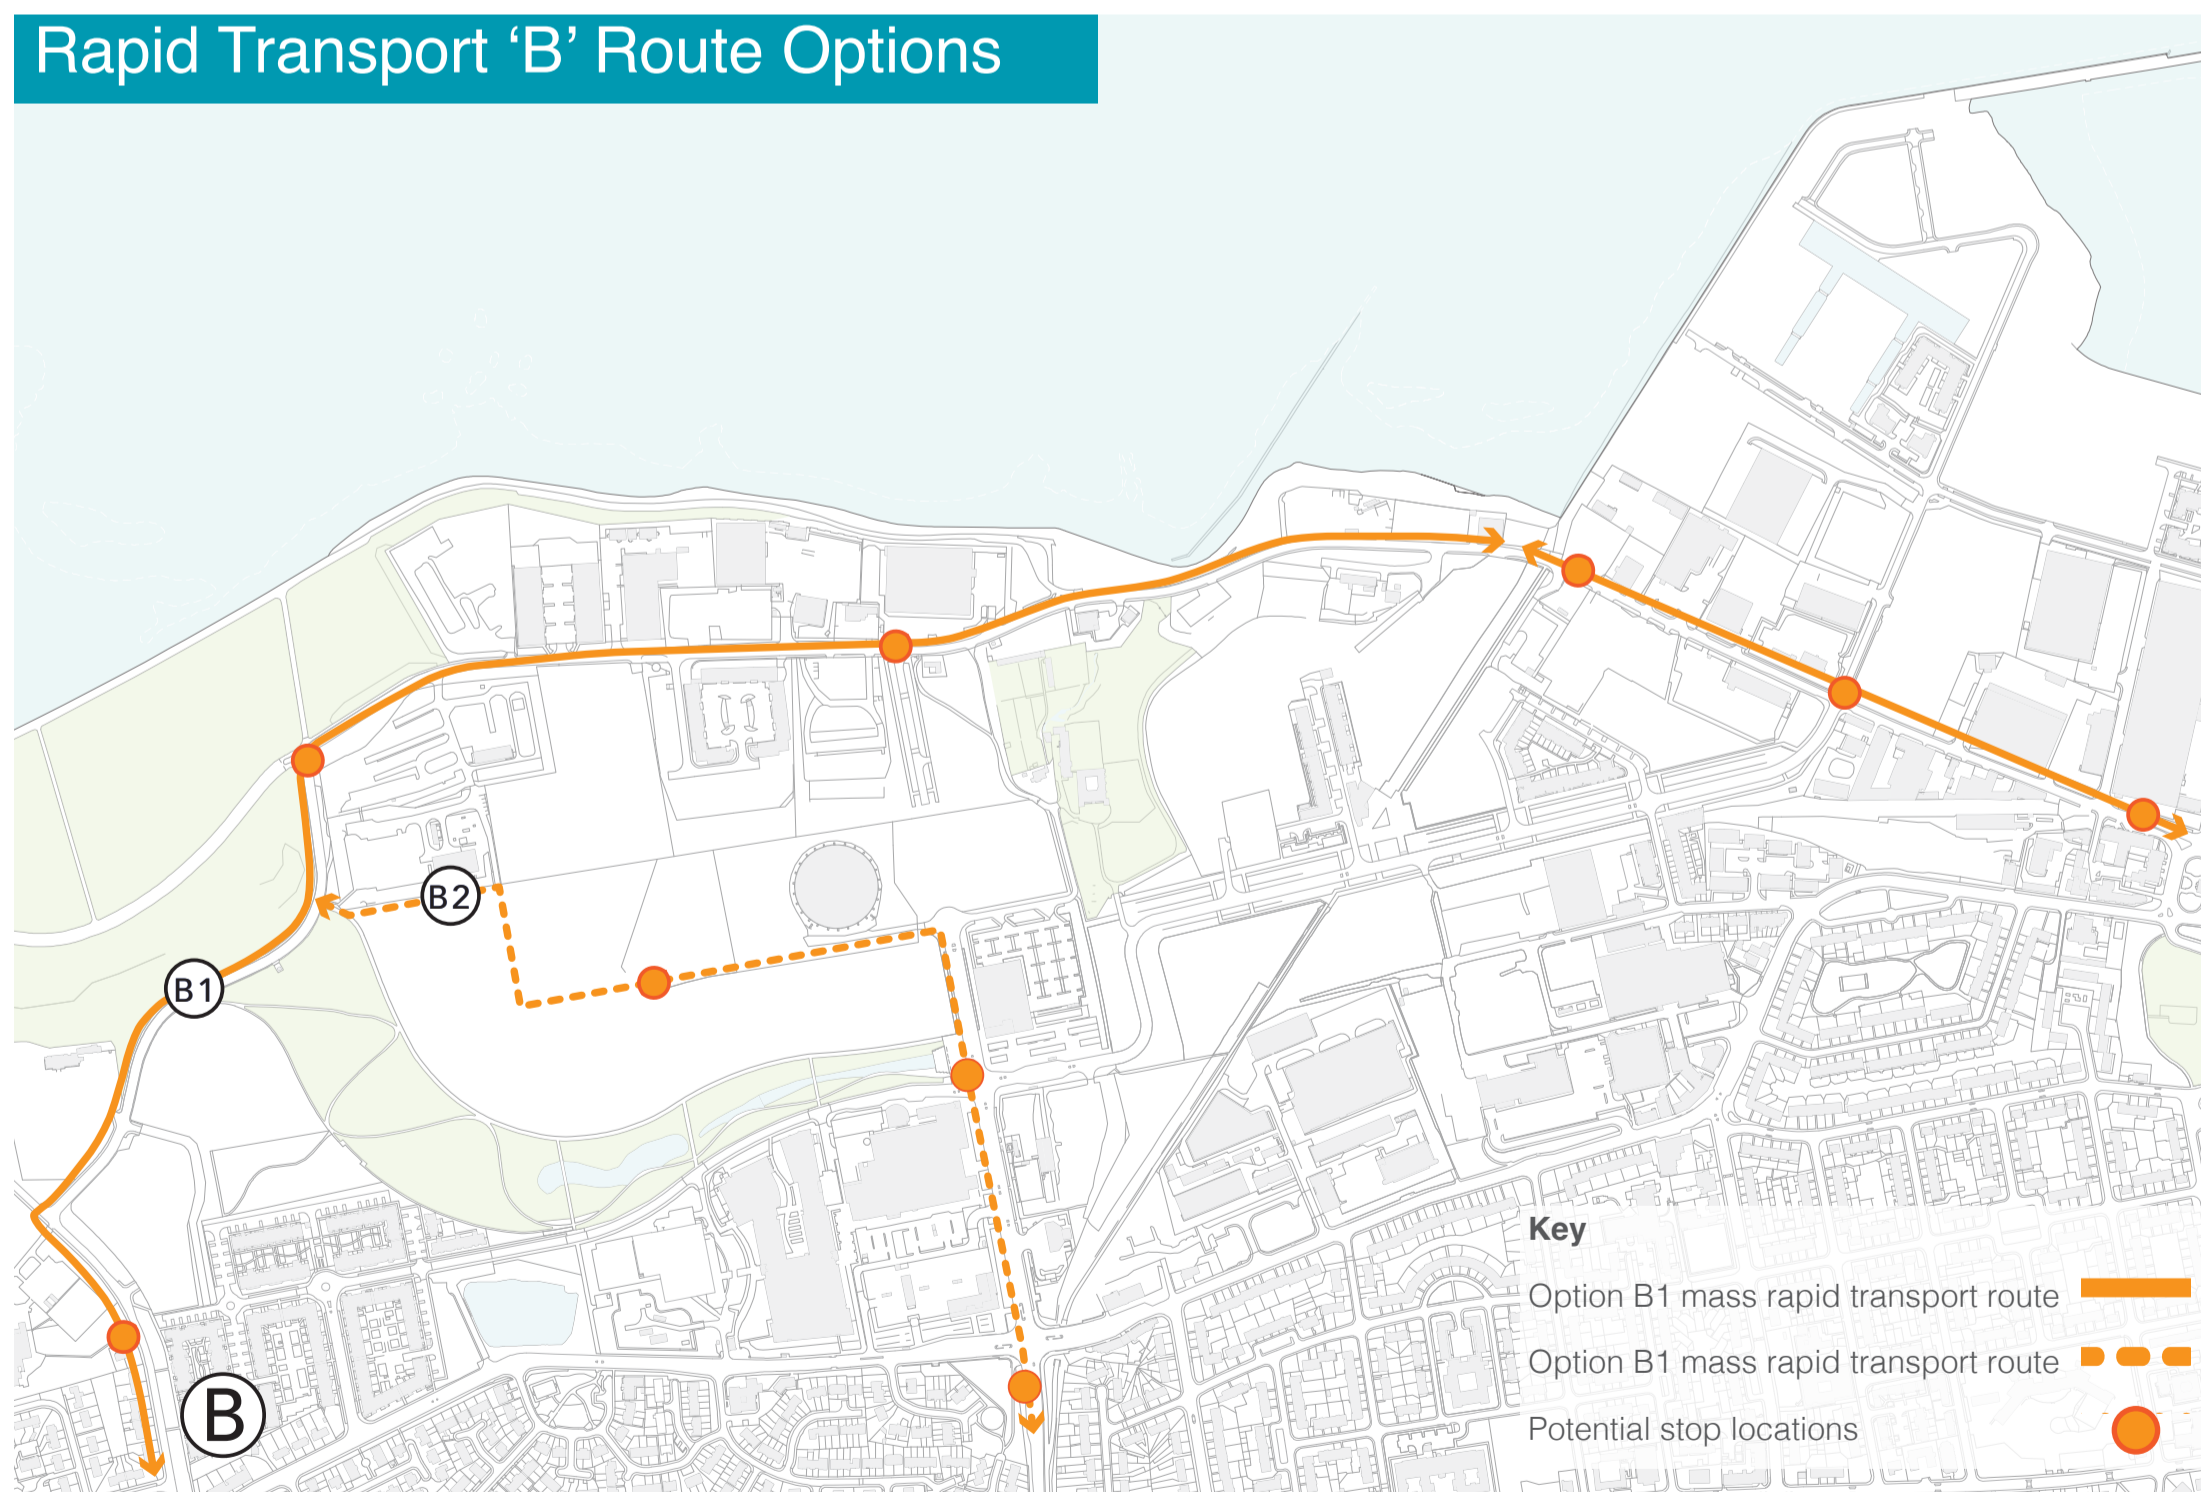 Rapid Transport ‘B’ Route Options
B2
B1
B
Key
Option B1 mass rapid transport route
Option B1 mass rapid transport route
Potential stop locations